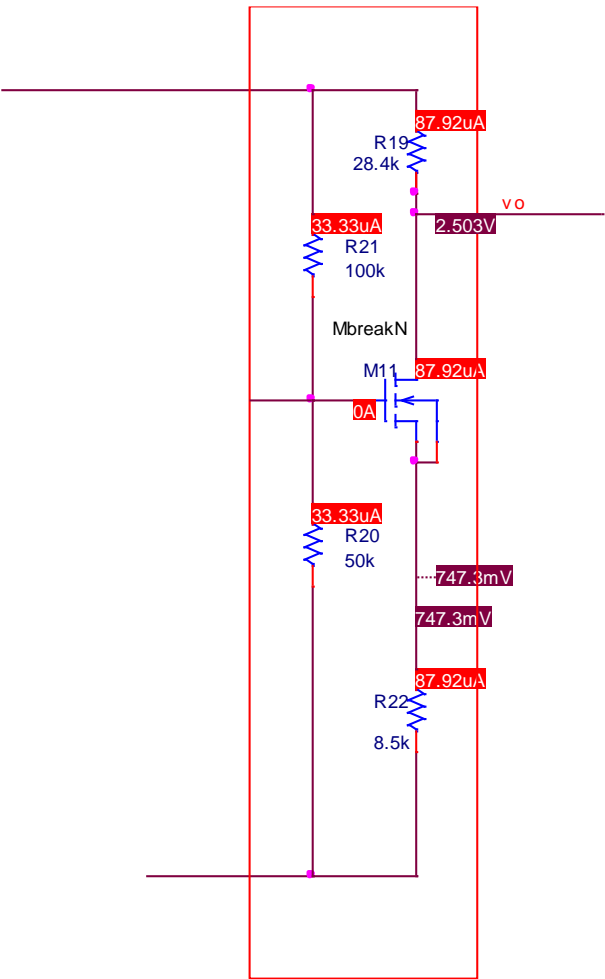 87.92uA
R19
28.4k
vo
2.503V
33.33uA
R21
100k
MbreakN
M11
87.92uA
0A
33.33uA
R20
50k
747.3mV
747.3mV
87.92uA
R22
8.5k